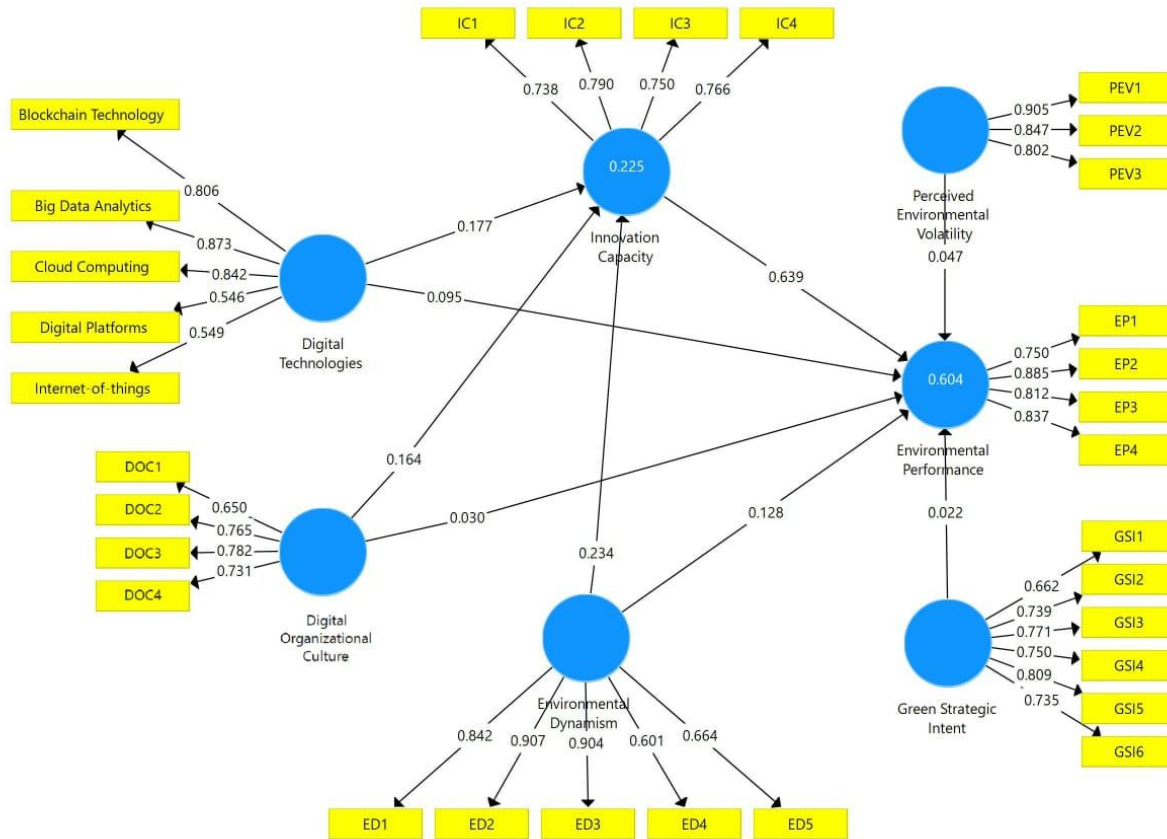 IC1
IC2
IC3
IC4
0.738
0.790
0.750
0.766
0.225
Innovation
Capacity
Blockchain Technology
Big Data Analytics
Cloud Computing
Digital Platforms
Internet-of-things
0.806
0.873
0.842
0.546
0.549
Digital
Technologies
0.177
0.095
0.639
PEV1
PEV2
PEV3
0.905
0.847
0.802
Perceived
Environmental
Volatility
0.047
0.604
Environmental
Performance
EP1
EP2
EP3
EP4
0.750
0.885
0.812
0.837
DOC1
DOC2
DOC3
DOC4
0.650
0.765
0.782
0.731
Digital
Organizational
Culture
0.164
0.030
0.234
0.128
0.022
Environmental
Dynamism
0.842
0.907
0.904
0.601
0.664
ED1
ED2
ED3
ED4
ED5
Green Strategic
Intent
0.662
0.739
0.771
0.750
0.809
0.735
GSI1
GSI2
GSI3
GSI4
GSI5
GSI6